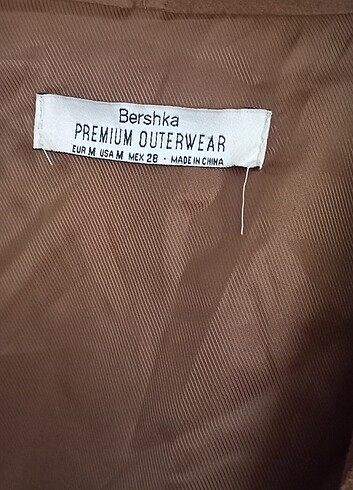 Bershka
PREMIUM OUTERWEAR
EUR M USA M MEX 28 · MADE IN CHINA